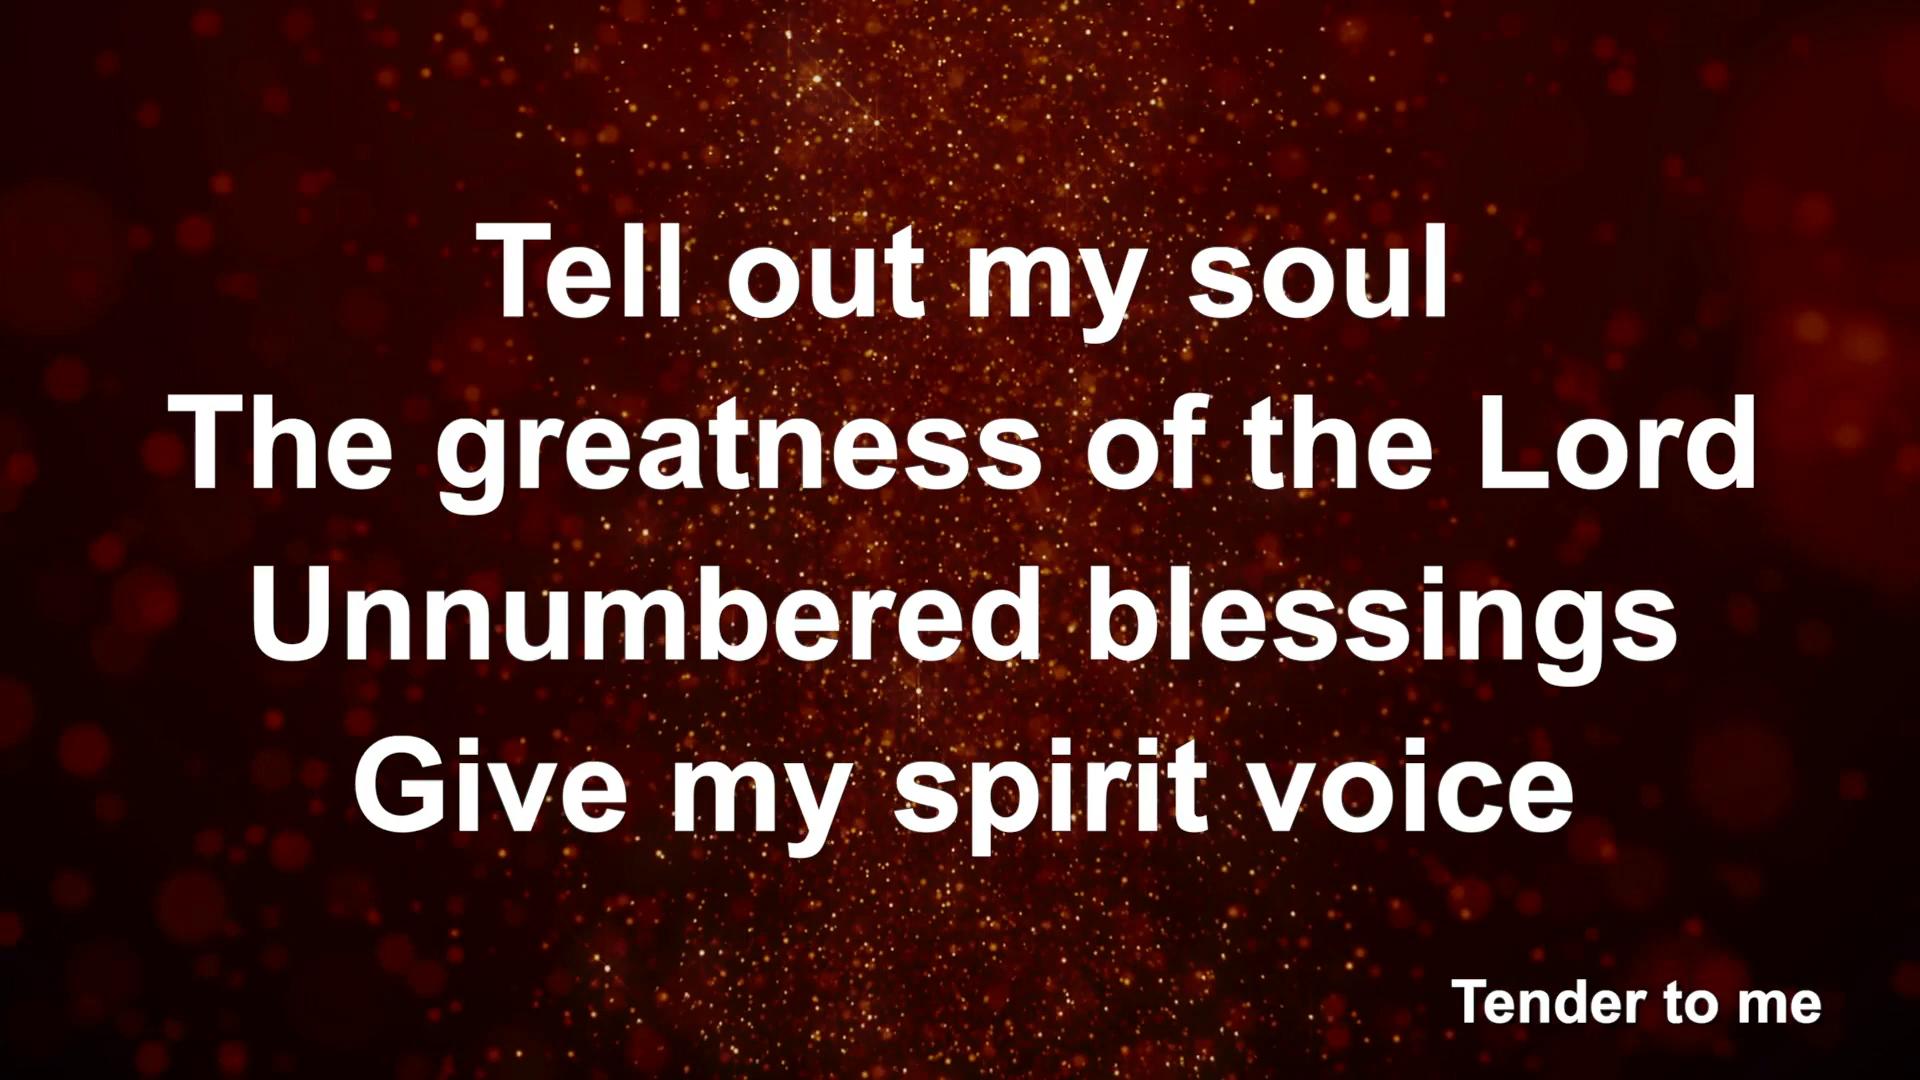 Tell out my soul
The greatness of the Lord
Unnumbered blessings
Give my spirit voice
Tender to me